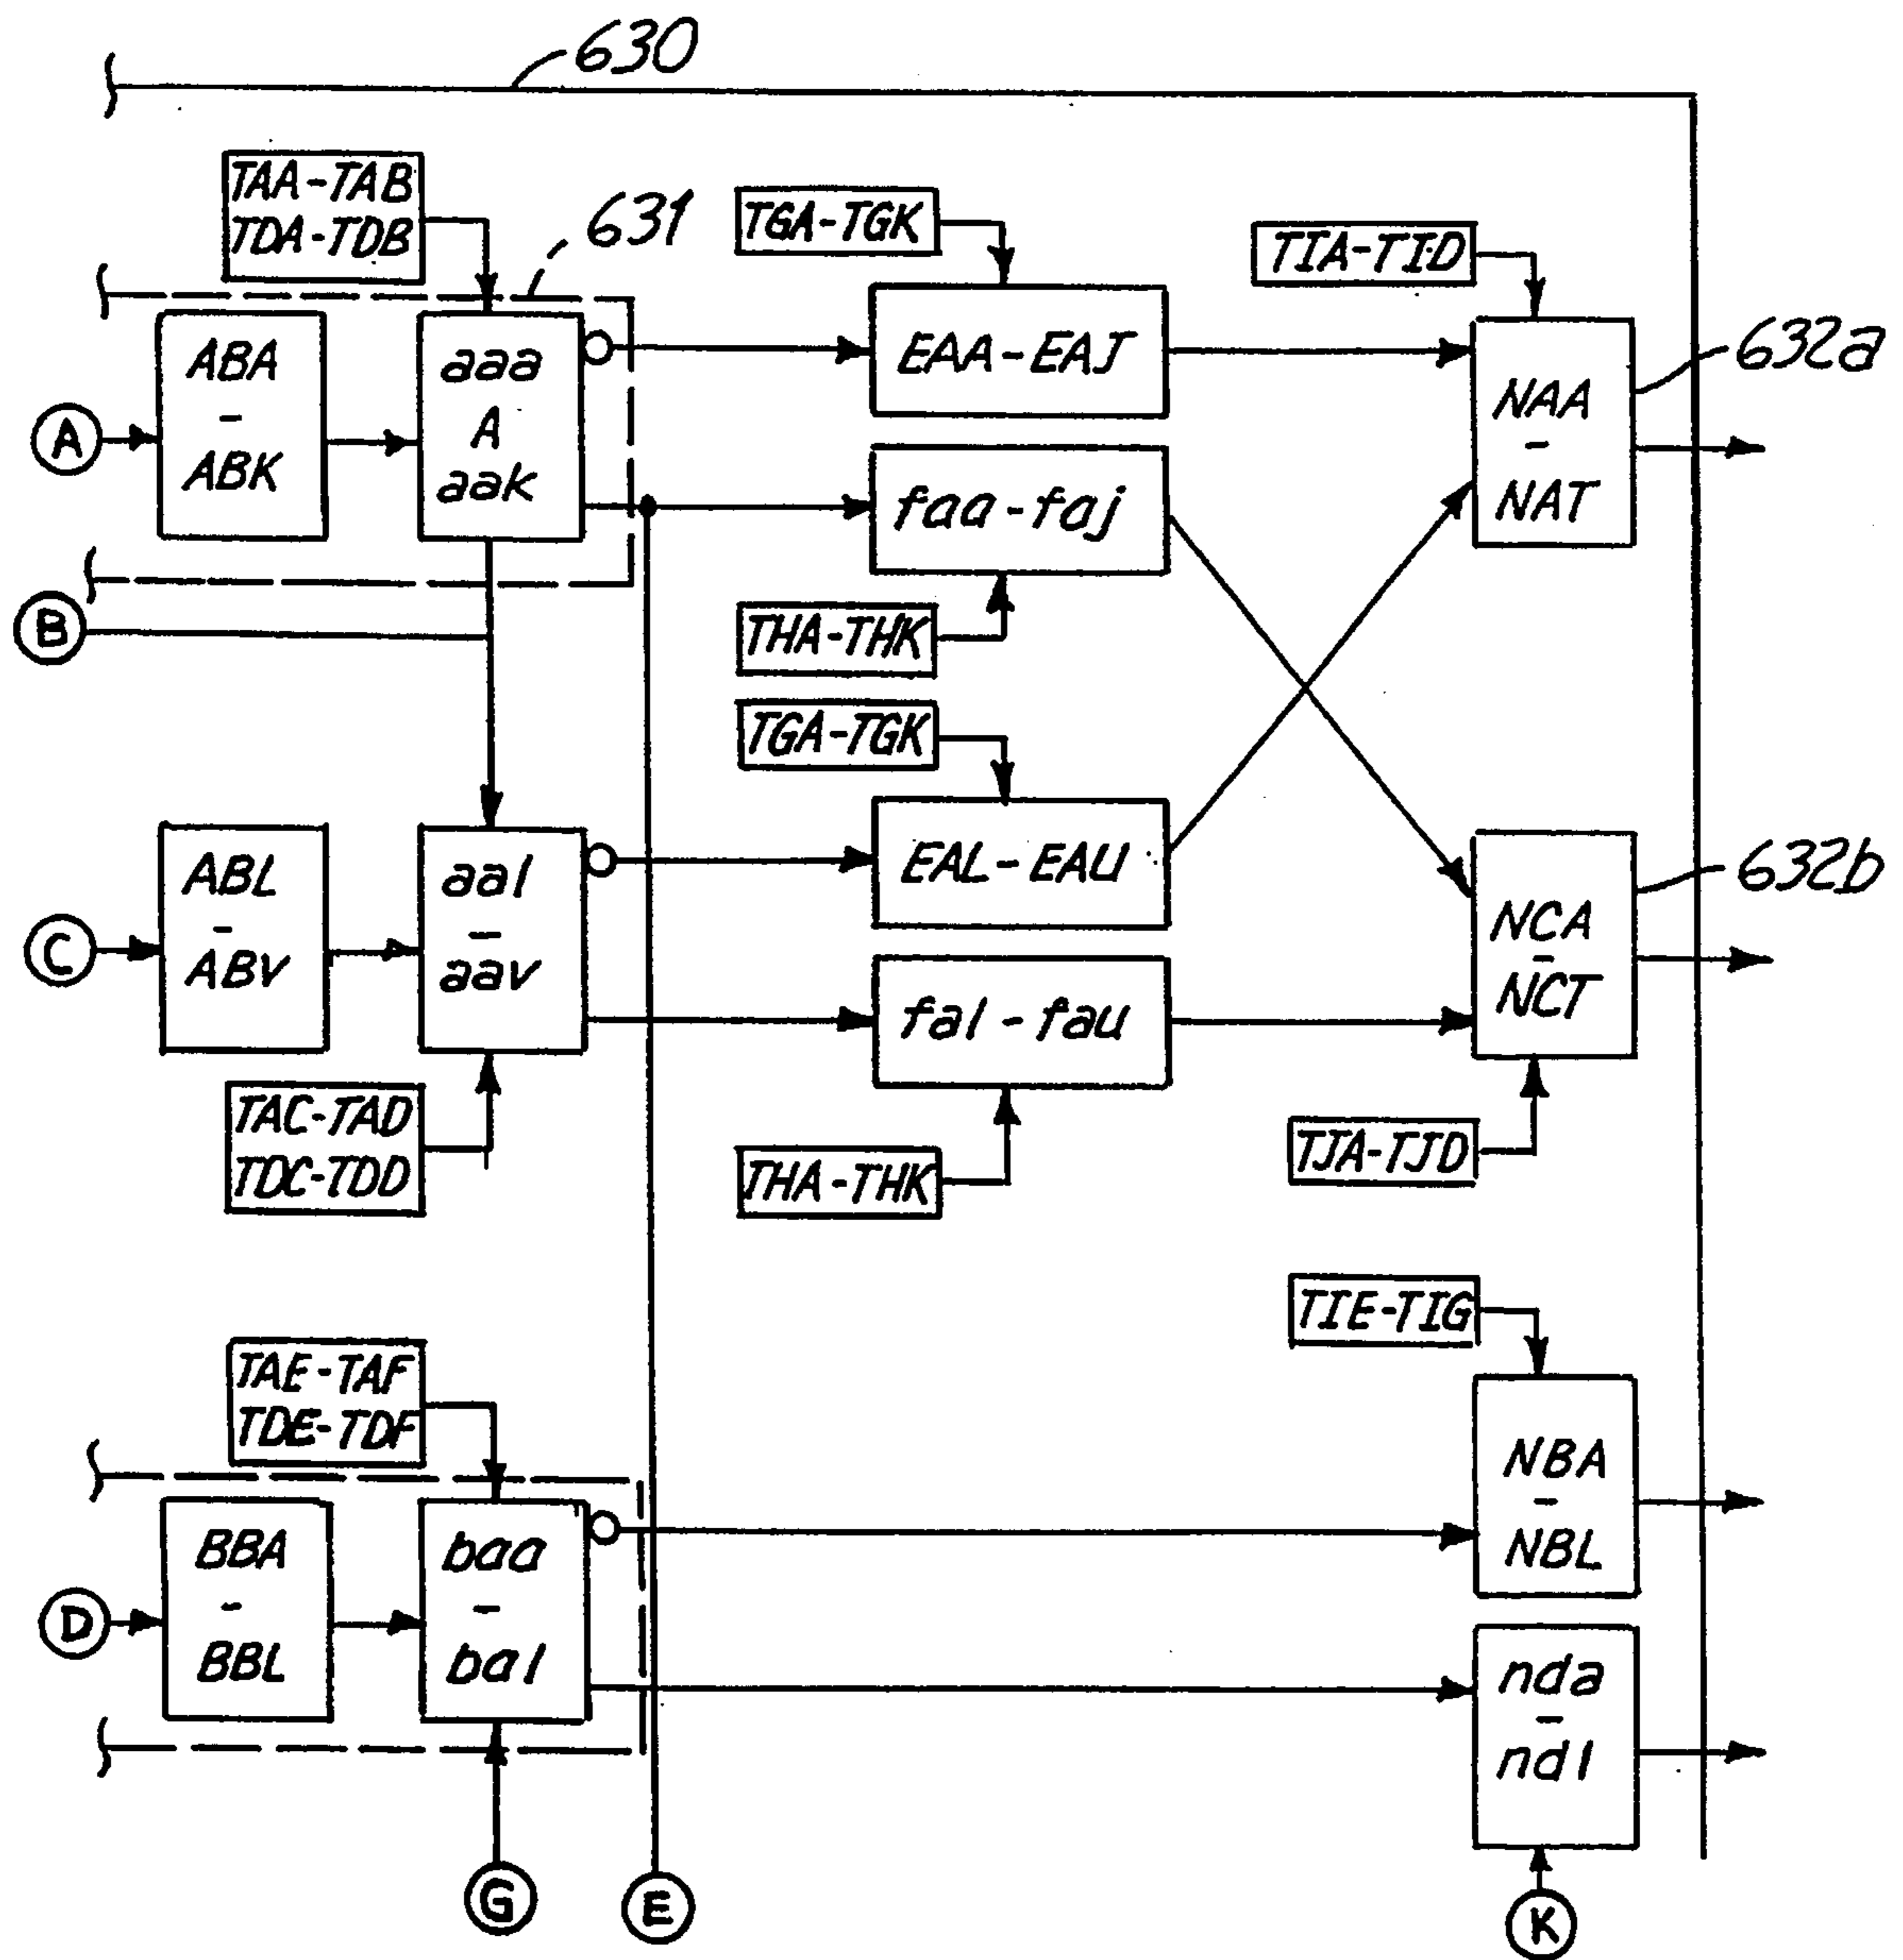 630
TAA-TAB
TDA-TDB
631
TGA-TGK
TIA-TID
A
ABA
-
ABK
aaa
A
aak
EAA-EAJ
NAA
-
NAT
632a
faa-faj
B
THA-THK
TGA-TGK
C
ABL
-
ABV
aal
-
aav
EAL-EAU
NCA
-
NCT
632b
fal-fau
TAC-TAD
TDC-TDD
THA-THK
TJA-TJD
TIE-TIG
TAE-TAF
TDE-TDF
D
BBA
-
BBL
baa
-
bal
NBA
-
NBL
nda
-
ndl
G
E
K